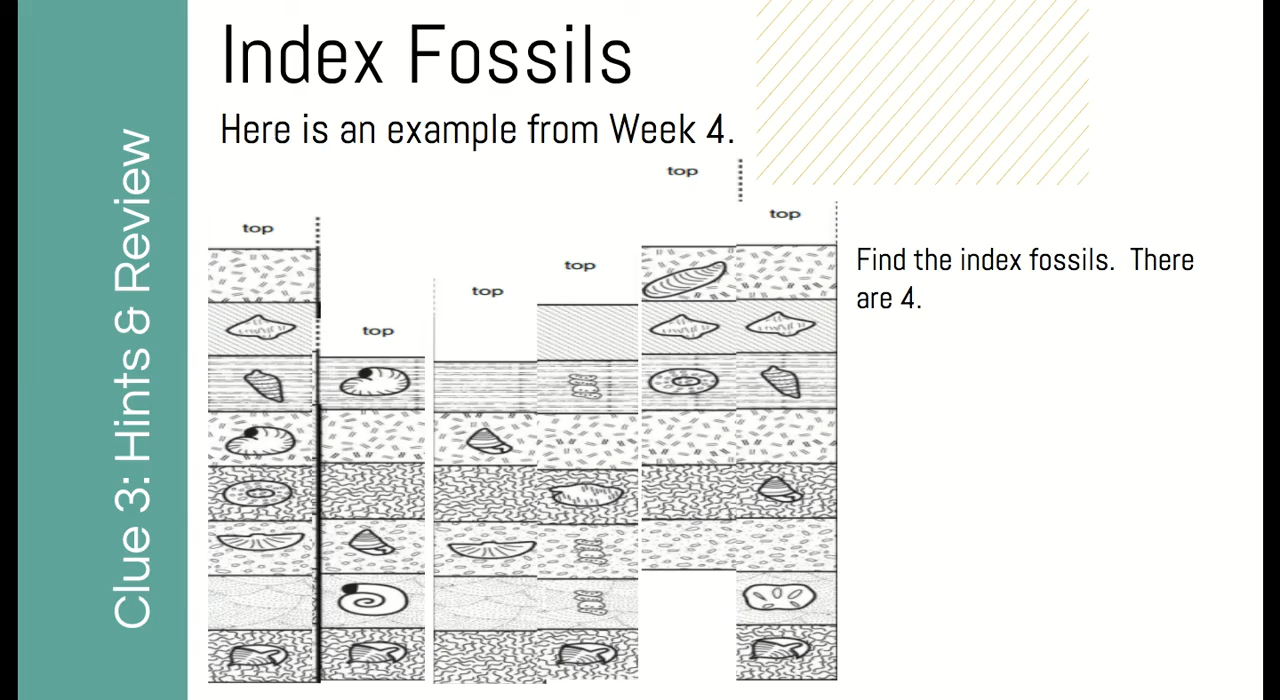 Clue 3: Hints & Review
Index Fossils
Here is an example from Week 4.
top
top
top
top
top
top
Find the index fossils. There
are 4.